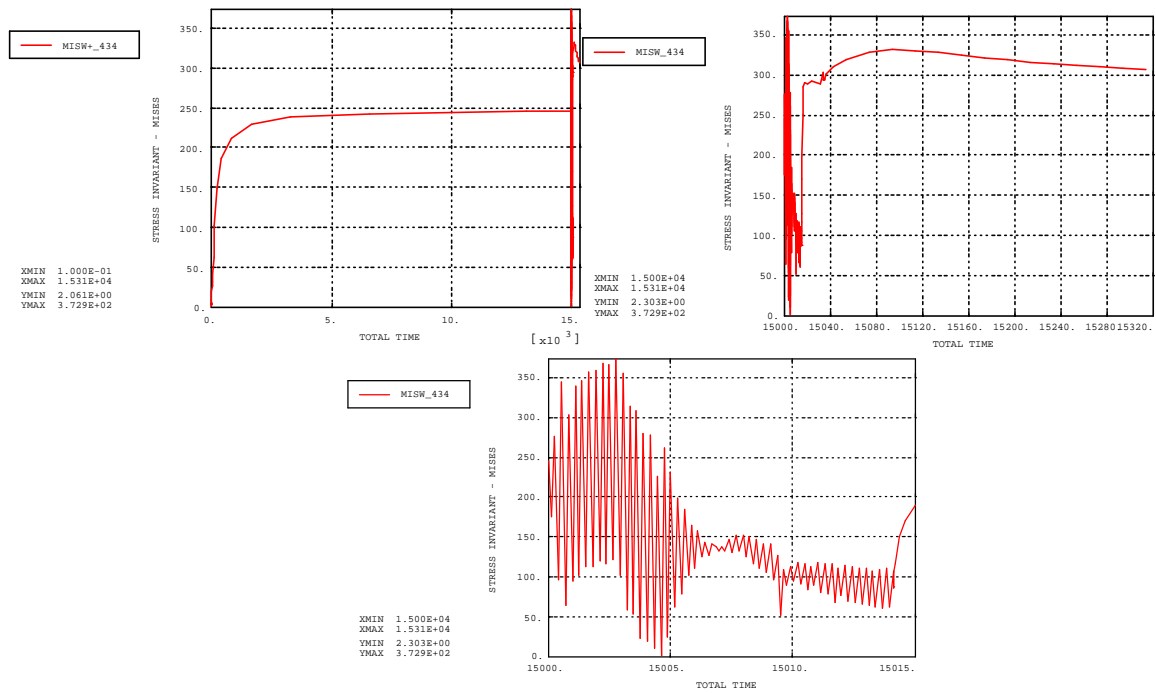 MISW+_434
350.
300.
250.
200.
150.
100.
50.
0.
STRESS INVARIANT - MISES
XMIN 1.000E-01
XMAX 1.531E+04
YMIN 2.061E+00
YMAX 3.729E+02
0. 5. 10. 15.
TOTAL TIME
[x10 3]
MISW_434
350.
300.
250.
200.
150.
100.
50.
0.
STRESS INVARIANT - MISES
XMIN 1.500E+04
XMAX 1.531E+04
YMIN 2.303E+00
YMAX 3.729E+02
15000. 15040. 15080. 15120. 15160. 15200. 15240. 15280. 15320.
TOTAL TIME
MISW_434
350.
300.
250.
200.
150.
100.
50.
0.
STRESS INVARIANT - MISES
XMIN 1.500E+04
XMAX 1.531E+04
YMIN 2.303E+00
YMAX 3.729E+02
15000. 15005. 15010. 15015.
TOTAL TIME